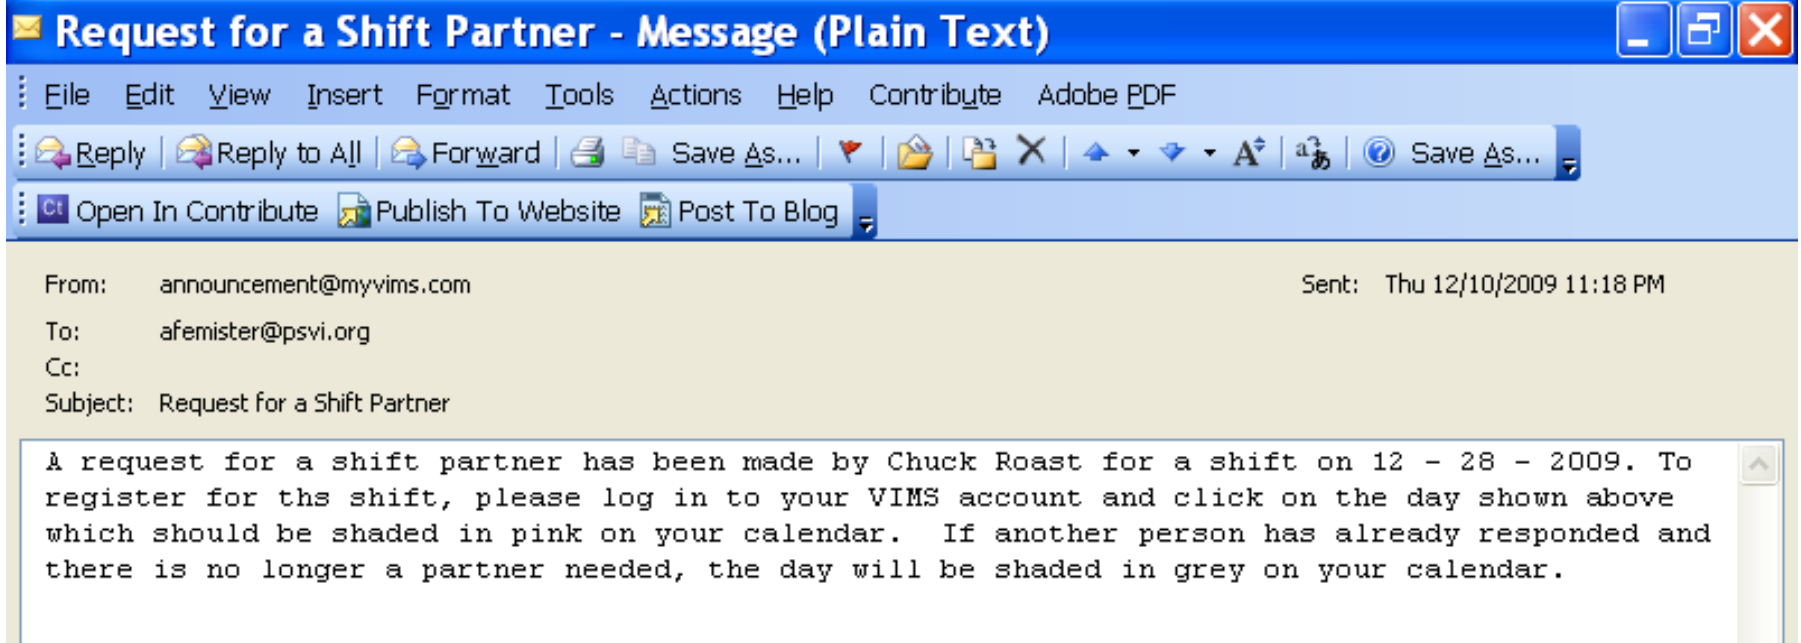 Request for a Shift Partner - Message (Plain Text)
File Edit View Insert Format Tools Actions Help Contribute Adobe PDF
Reply Reply to All Forward Save As... Save As...
Ct Open In Contribute Publish To Website Post To Blog
From: announcement@myvims.com Sent: Thu 12/10/2009 11:18 PM
To: afemister@psvi.org
Cc:
Subject: Request for a Shift Partner
A request for a shift partner has been made by Chuck Roast for a shift on 12 - 28 - 2009. To
register for ths shift, please log in to your VIMS account and click on the day shown above
which should be shaded in pink on your calendar.  If another person has already responded and
there is no longer a partner needed, the day will be shaded in grey on your calendar.